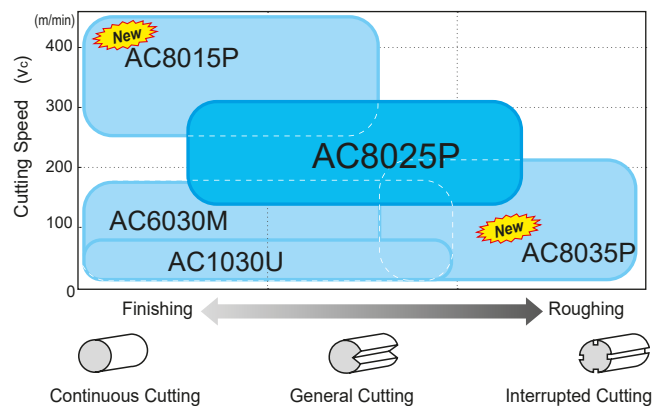 (m/min)
400
300
200
100
0
Cutting Speed (vc)
New
AC8015P
AC8025P
AC6030M
AC1030U
New
AC8035P
Finishing
Roughing
Continuous Cutting
General Cutting
Interrupted Cutting